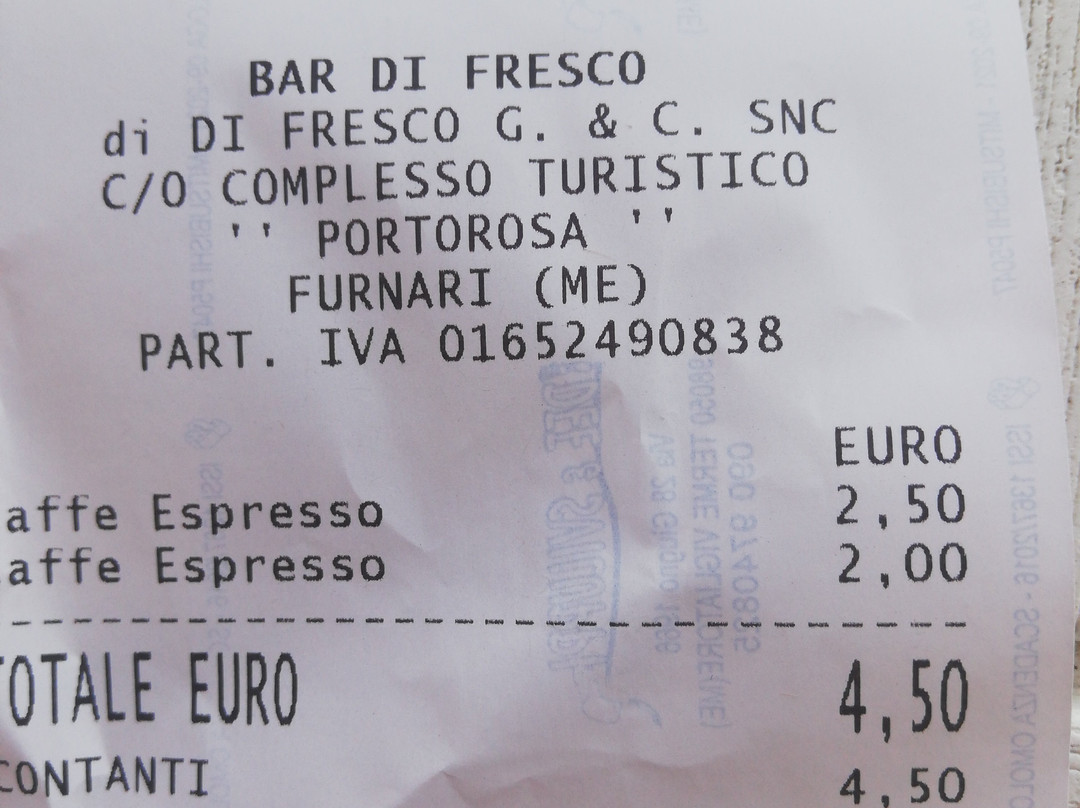 BAR DI FRESCO
di DI FRESCO G. & C. SNC
C/O COMPLESSO TURISTICO
'' PORTOROSA ''
FURNARI (ME)
PART. IVA 01652490838
EURO
affe Espresso 2,50
affe Espresso 2,00
TOTALE EURO 4,50
CONTANTI 4,50